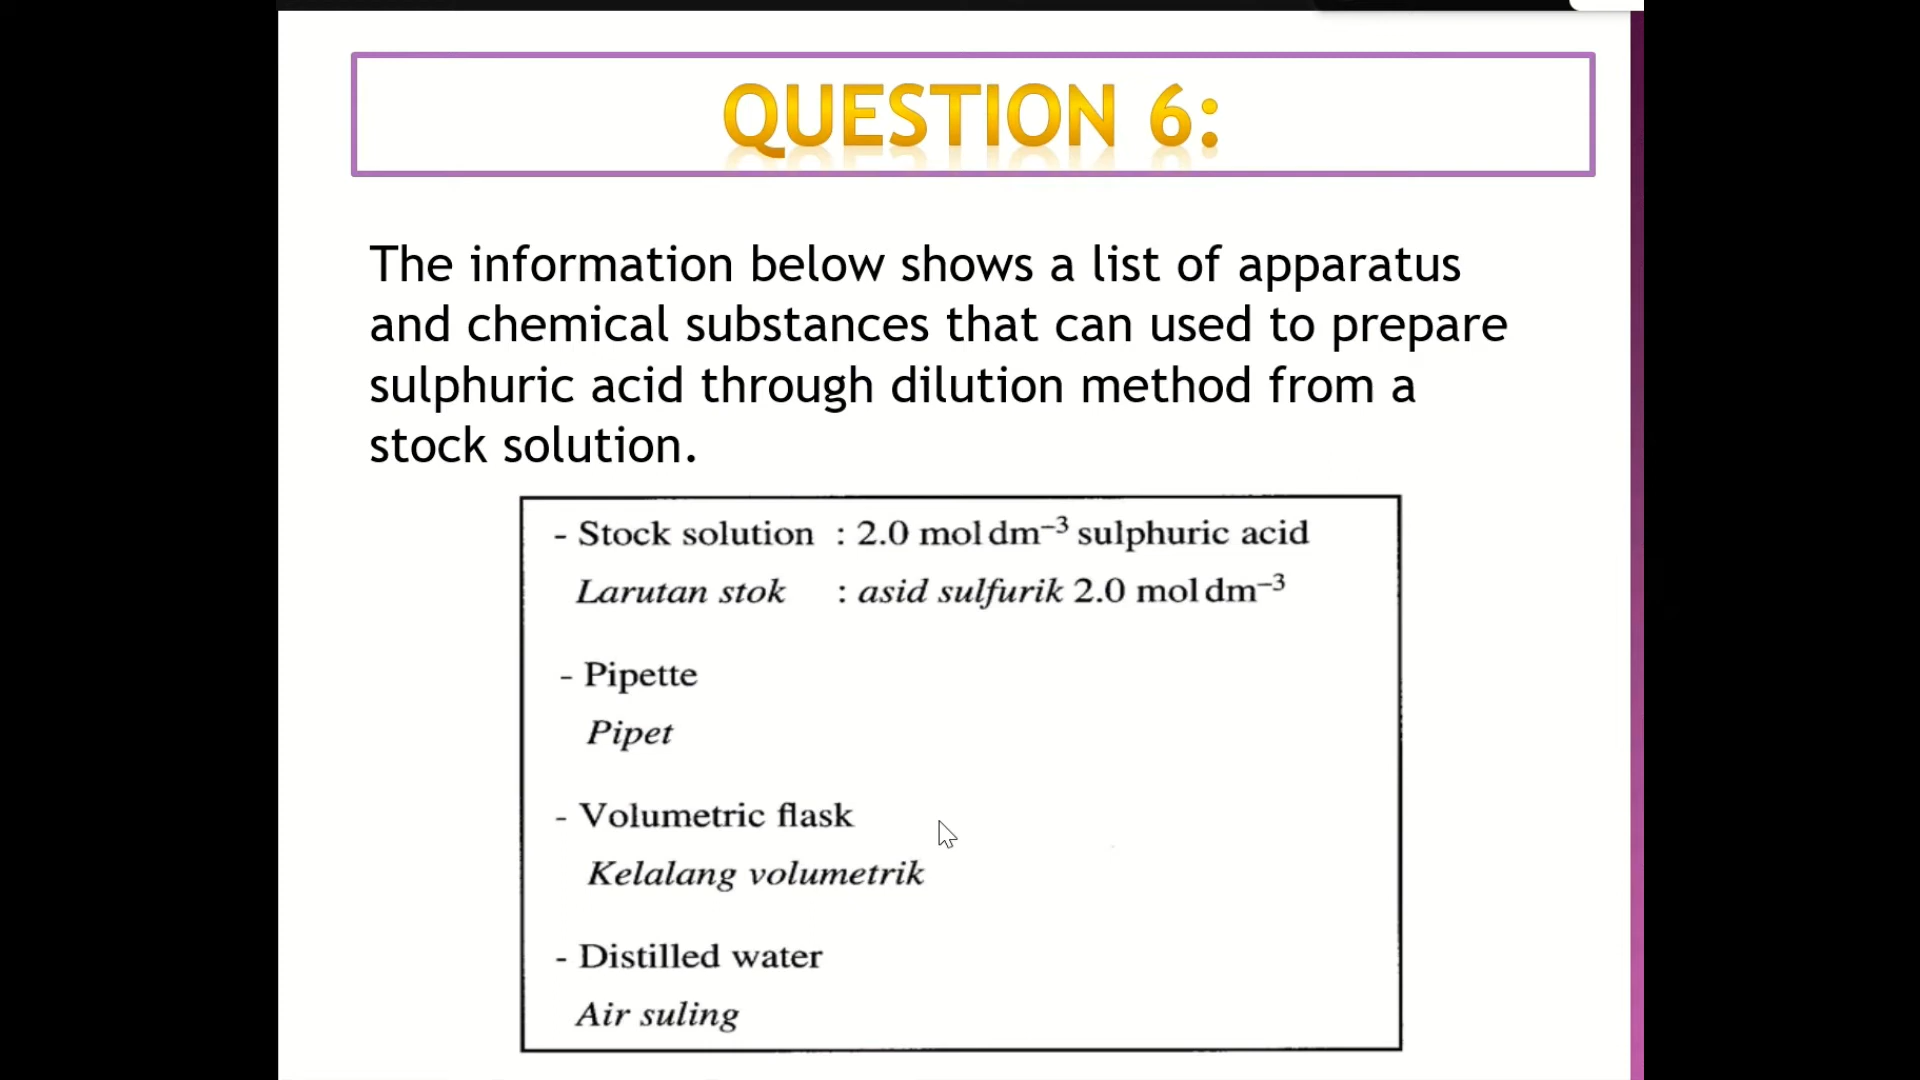 QUESTION 6:
The information below shows a list of apparatus
and chemical substances that can used to prepare
sulphuric acid through dilution method from a
stock solution.
- Stock solution : 2.0 mol dm⁻³ sulphuric acid
Larutan stok : asid sulfurik 2.0 mol dm⁻³
- Pipette
Pipet
- Volumetric flask
Kelalang volumetrik
- Distilled water
Air suling